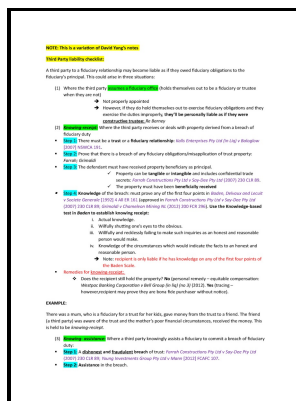 NOTE: This is a variation of David Yang's notes
Third Party liability checklist:
A third party to a fiduciary relationship may become liable as if they owed fiduciary obligations to the
fiduciary's principal. This could arise in three situations:
(1) Where the third party acquires a fiduciary office (holds themselves out to be a fiduciary or trustee
when they are not)
➔ Not properly appointed
➔ However, if they do hold themselves out to exercise fiduciary obligations and they
exercise the duties improperly, they'll be personally liable as if they were
constructive trustee: Re Barney
(2) Knowing receipt: Where the third party receives or deals with property derived from a breach of
fiduciary duty
Step 1: There must be a trust or a fiduciary relationship: Kalls Enterprises Pty Ltd (in Liq) v Baloglow
[2007] NSWCA 191.
Step 2: Prove that there is a breach of any fiduciary obligations/misapplication of trust property:
Farrah; Grimaldi
Step 3: The defendant must have received property beneficially as principal.
✓ Property can be tangible or intangible and includes confidential trade
secrets: Farrah Constructions Pty Ltd v Say-Dee Pty Ltd (2007) 230 CLR 89.
✓ The property must have been beneficially received
Step 4: Knowledge of the breach: must prove any of the first four points in Baden, Delvaux and Lecuit
v Societe Generale [1992] 4 All ER 161 (approved in Farrah Constructions Pty Ltd v Say-Dee Pty Ltd
(2007) 230 CLR 89; Grimaldi v Chameleon Mining NL (2012) 200 FCR 296). Use the Knowledge-based
test in Baden to establish knowing receipt:
i. Actual knowledge.
ii. Wilfully shutting one's eyes to the obvious.
iii. Wilfully and recklessly failing to make such inquiries as an honest and reasonable
person would make.
iv. Knowledge of the circumstances which would indicate the facts to an honest and
reasonable person.
➔ Note: recipient is only liable if he has knowledge on any of the first four points of
the Baden Scale.
Remedies for knowing receipt:
❖ Does the recipient still hold the property? No (personal remedy – equitable compensation:
Westpac Banking Corporation v Bell Group (in liq) [No 3] (2012). Yes (tracing –
however,recipient may prove they are bona fide purchaser without notice).
EXAMPLE:
There was a mum, who is a fiduciary for a trust for her kids, gave money from the trust to a friend. The friend
(a third party) was aware of the trust and the mother's poor financial circumstances, received the money. This
is held to be knowing receipt.
(3) Knowing assistance: Where a third party knowingly assists a fiduciary to commit a breach of fiduciary
duty:
Step 1: A dishonest and fraudulent breach of trust: Farrah Constructions Pty Ltd v Say-Dee Pty Ltd
(2007) 230 CLR 89; Young Investments Group Pty Ltd v Mann [2012] FCAFC 107.
Step 2: Assistance in the breach.